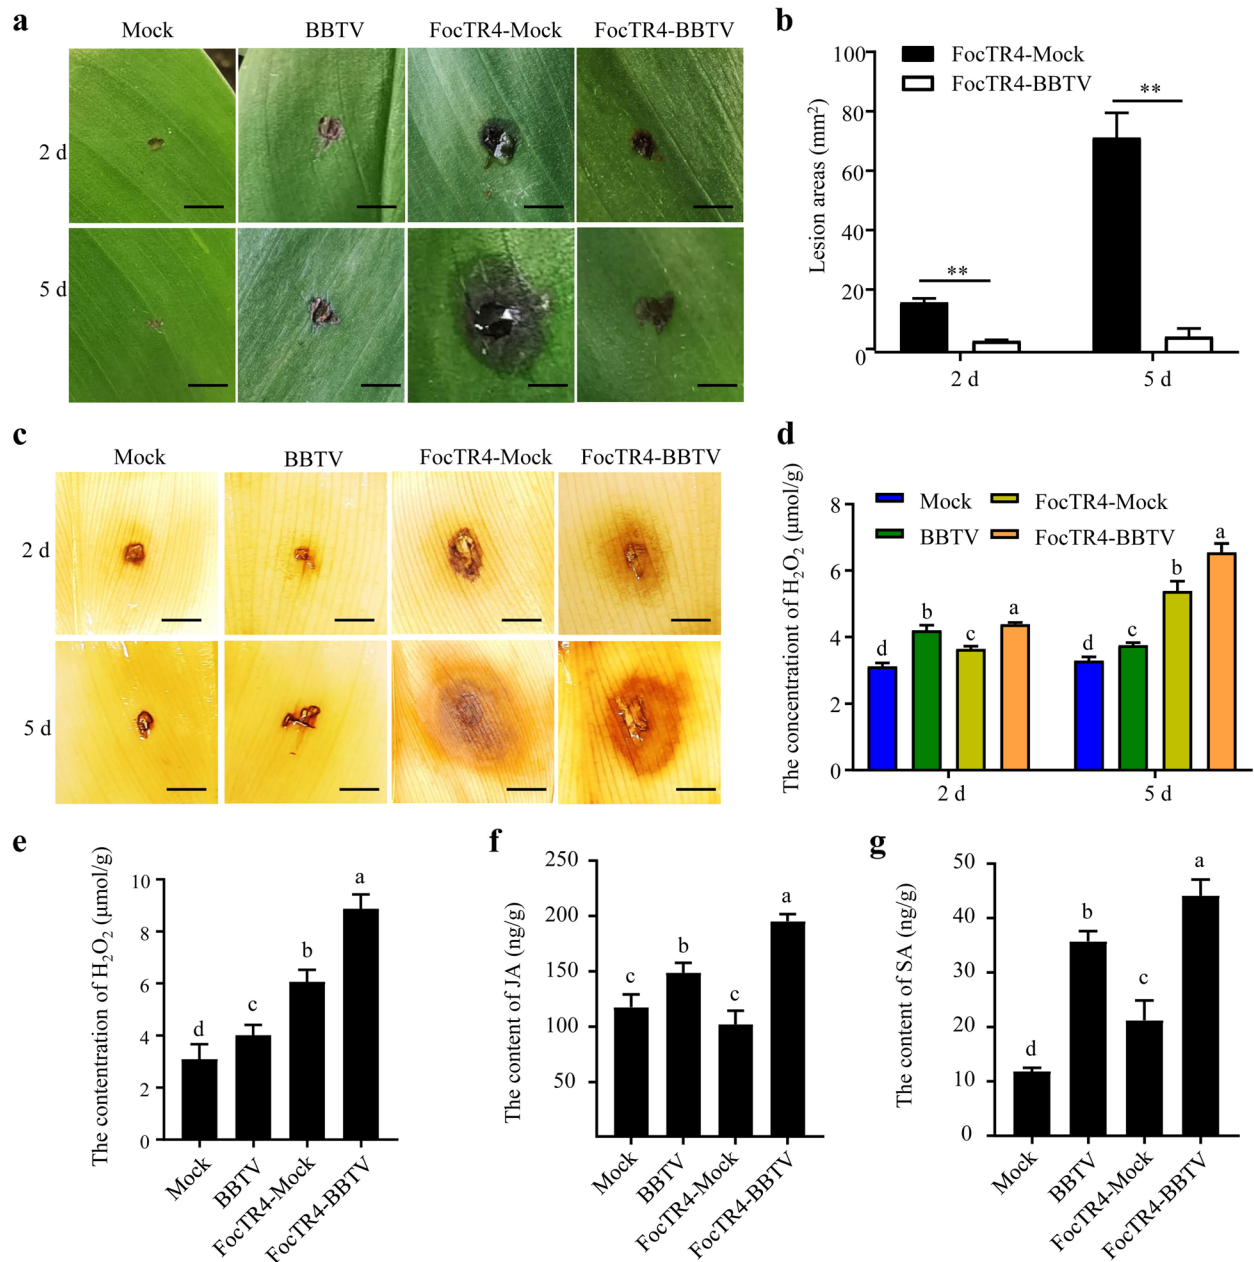 a
Mock BBTV FocTR4-Mock FocTR4-BBTV
2 d
5 d
b
Lesion areas (mm²)
100
80
60
40
20
0
FocTR4-Mock
FocTR4-BBTV
**
**
2 d 5 d
c
Mock BBTV FocTR4-Mock FocTR4-BBTV
2 d
5 d
d
The concentrationt of H₂O₂ (μmol/g)
8
6
4
2
0
Mock FocTR4-Mock
BBTV FocTR4-BBTV
d b c a d c b a
2 d 5 d
e
The contentration of H₂O₂ (μmol/g)
10
8
6
4
2
0
d c b a
Mock BBTV FocTR4-Mock FocTR4-BBTV
f
The content of JA (ng/g)
250
200
150
100
50
c b c a
Mock BBTV FocTR4-Mock FocTR4-BBTV
g
The content of SA (ng/g)
50
40
30
20
10
0
d b c a
Mock BBTV FocTR4-Mock FocTR4-BBTV